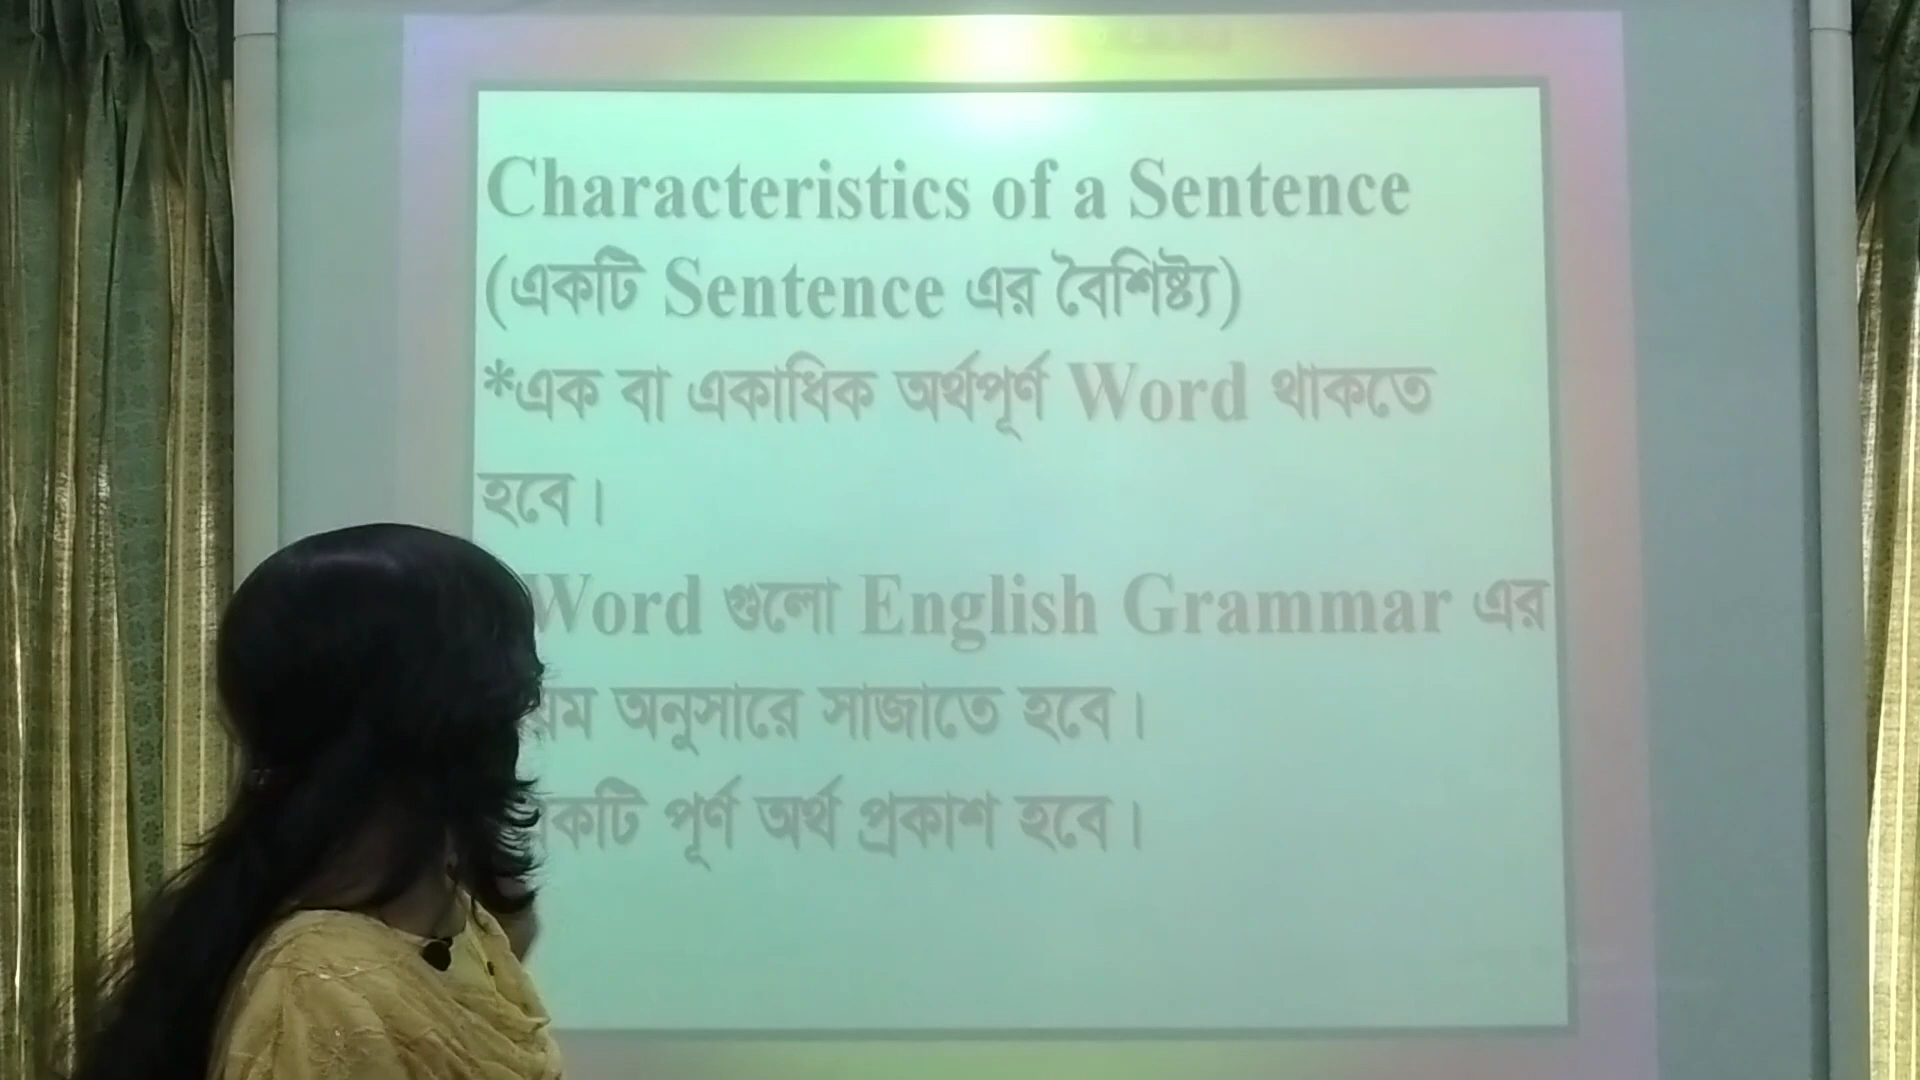 Characteristics of a Sentence
(একটি Sentence এর বৈশিষ্ট্য)
*এক বা একাধিক অর্থপূর্ণ Word থাকতে
হবে।
Word গুলো English Grammar এর
অনুসারে সাজাতে হবে।
পূর্ণ অর্থ প্রকাশ হবে।